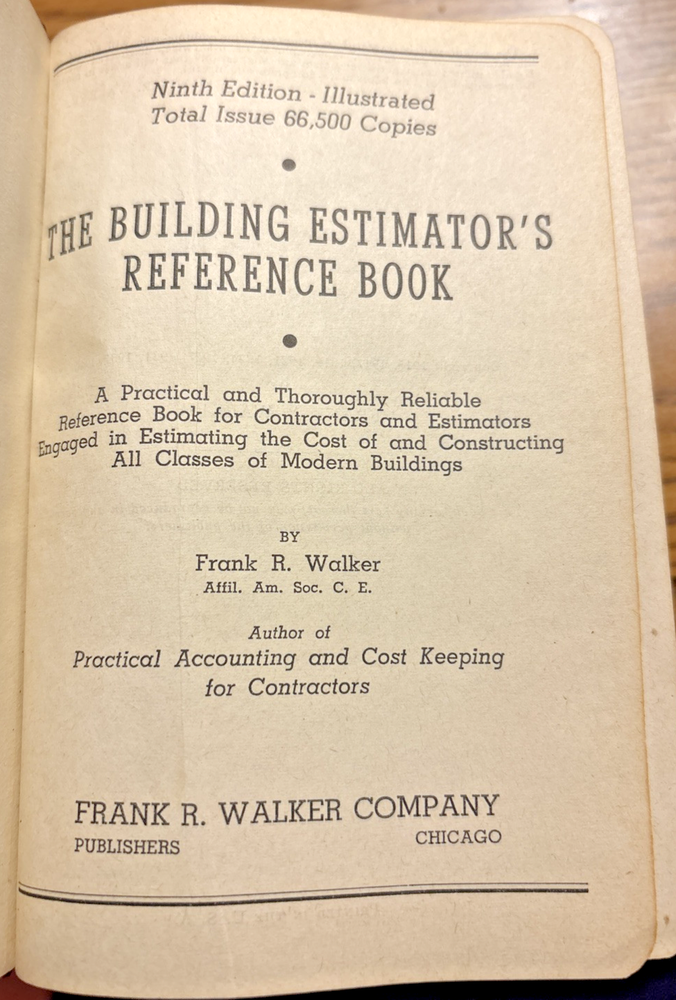 Ninth Edition - Illustrated
Total Issue 66,500 Copies
THE BUILDING ESTIMATOR'S
REFERENCE BOOK
A Practical and Thoroughly Reliable
Reference Book for Contractors and Estimators
Engaged in Estimating the Cost of and Constructing
All Classes of Modern Buildings
BY
Frank R. Walker
Affil. Am. Soc. C. E.
Author of
Practical Accounting and Cost Keeping
for Contractors
FRANK R. WALKER COMPANY
PUBLISHERS CHICAGO